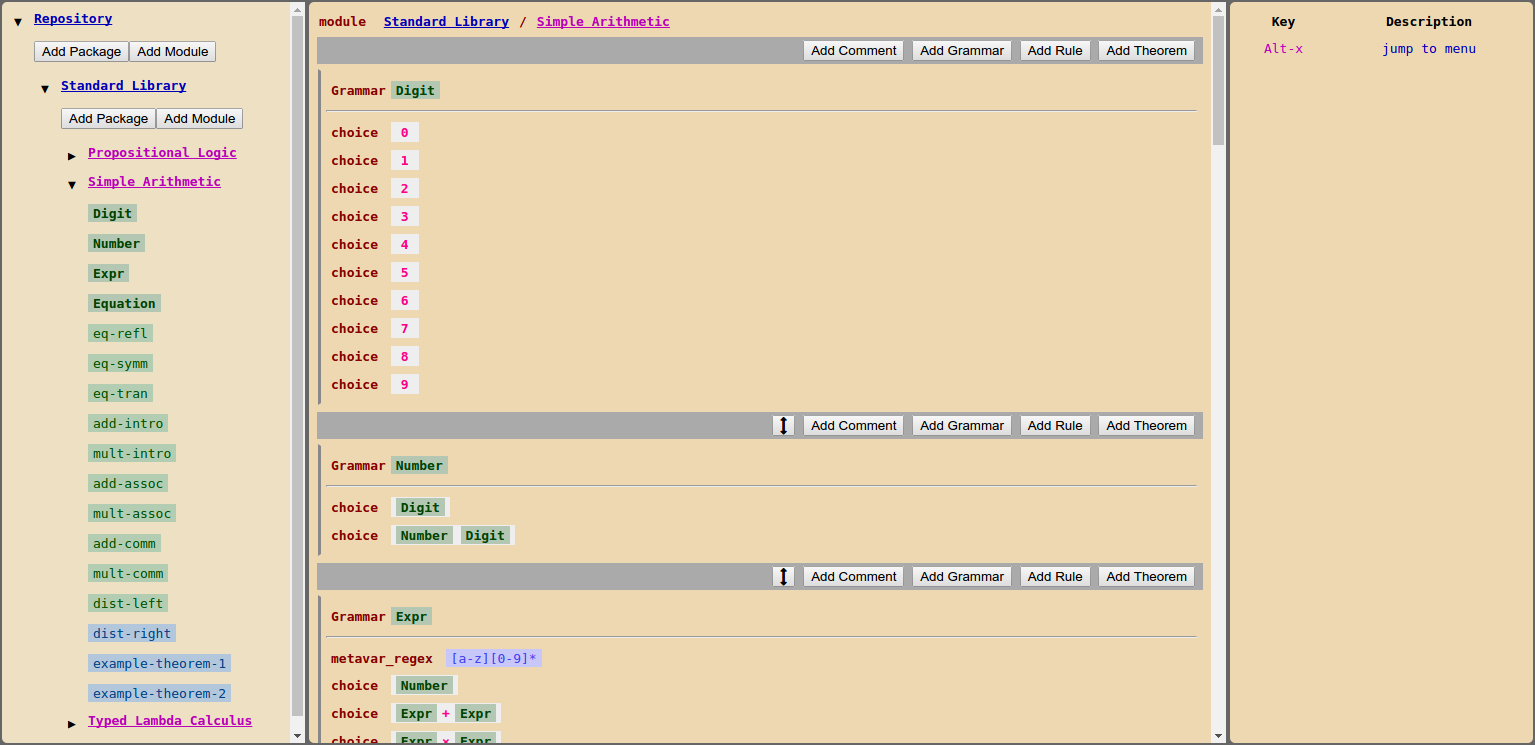 Repository
Add Package Add Module
Standard Library
Add Package Add Module
Propositional Logic
Simple Arithmetic
Digit
Number
Expr
Equation
eq-refl
eq-symm
eq-tran
add-intro
mult-intro
add-assoc
mult-assoc
add-comm
mult-comm
dist-left
dist-right
example-theorem-1
example-theorem-2
Typed Lambda Calculus
module Standard Library / Simple Arithmetic
Add Comment Add Grammar Add Rule Add Theorem
Grammar Digit
choice 0
choice 1
choice 2
choice 3
choice 4
choice 5
choice 6
choice 7
choice 8
choice 9
Add Comment Add Grammar Add Rule Add Theorem
Grammar Number
choice Digit
choice Number Digit
Add Comment Add Grammar Add Rule Add Theorem
Grammar Expr
metavar_regex [a-z][0-9]*
choice Number
choice Expr + Expr
choice Expr × Expr
Key Description
Alt-x jump to menu